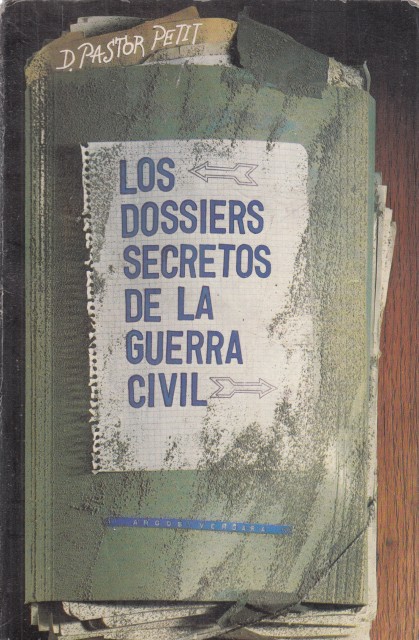 D. PASTOR PETIT
LOS
DOSSIERS
SECRETOS
DE LA
GUERRA
CIVIL
ARGOS VERGARA